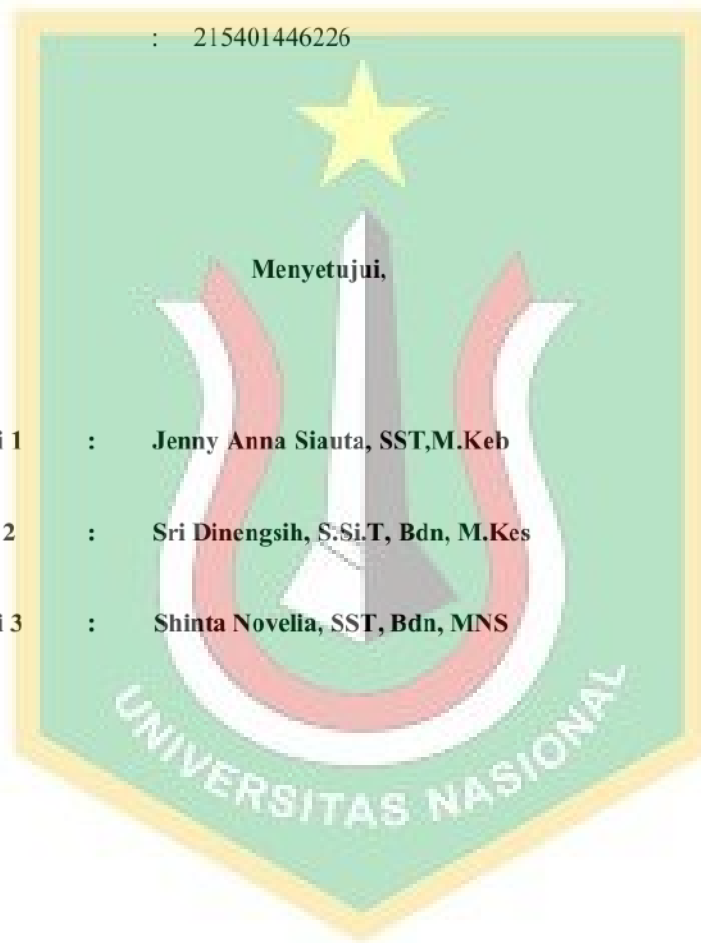 : 215401446226
Menyetujui,
i 1 : Jenny Anna Siauta, SST,M.Keb
2 : Sri Dinengsih, S.Si.T, Bdn, M.Kes
i 3 : Shinta Novelia, SST, Bdn, MNS
UNIVERSITAS NASIONAL